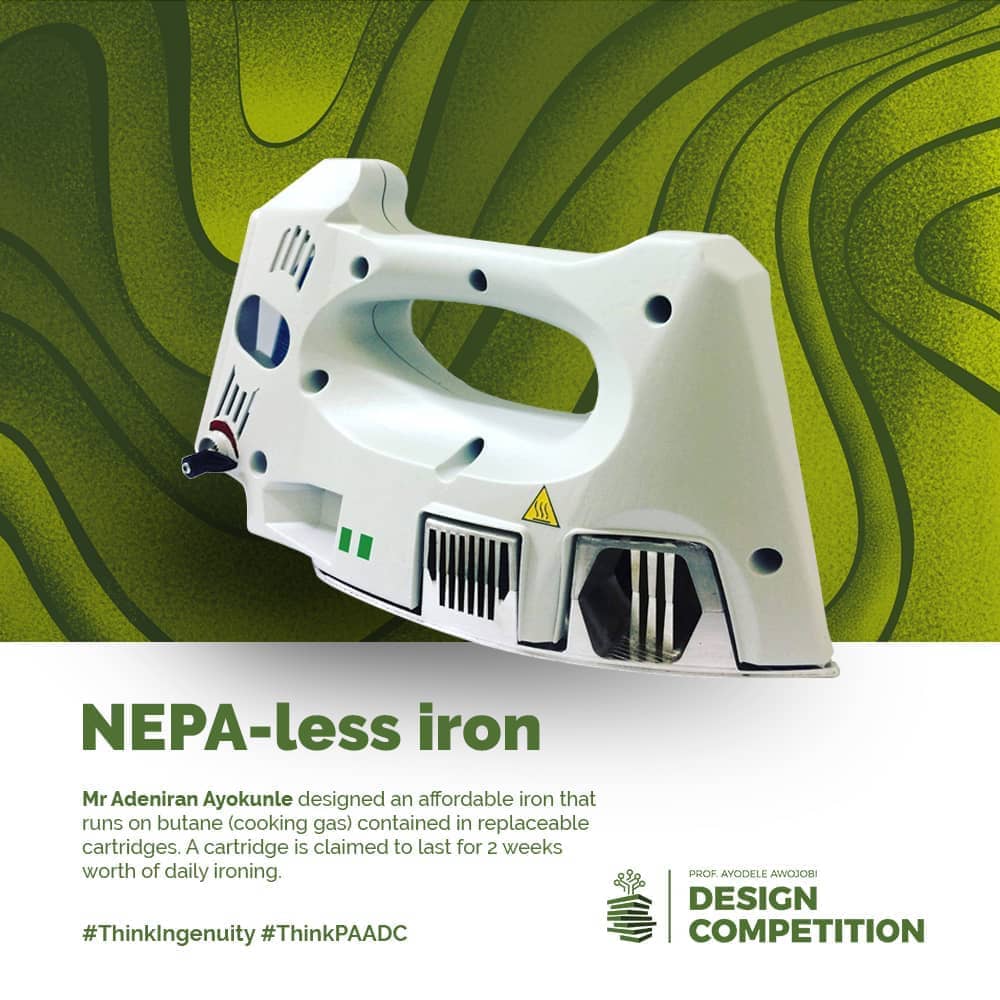 NEPA-less iron
Mr Adeniran Ayokunle designed an affordable iron that
runs on butane (cooking gas) contained in replaceable
cartridges. A cartridge is claimed to last for 2 weeks
worth of daily ironing.
#ThinkIngenuity #ThinkPAADC
PROF. AYODELE AWOJOBI
DESIGN
COMPETITION